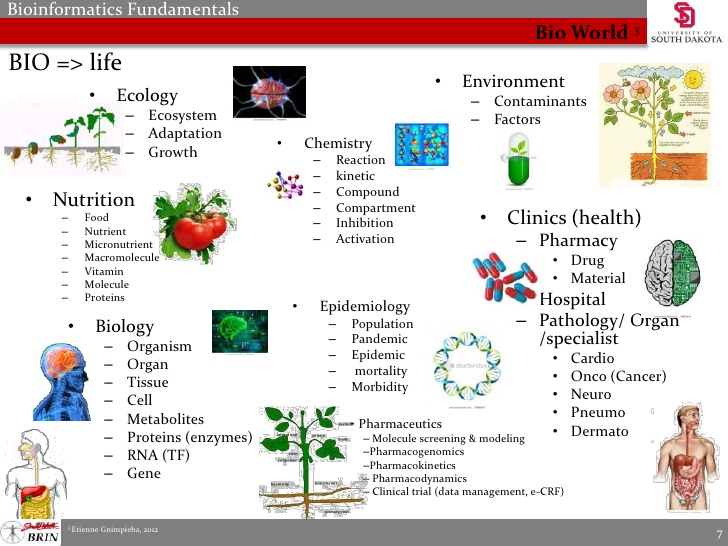 Bioinformatics Fundamentals
Bio World 3
UNIVERSITY OF
SOUTH DAKOTA
BIO => life
• Ecology
– Ecosystem
– Adaptation
– Growth
• Environment
– Contaminants
– Factors
• Chemistry
– Reaction
– kinetic
– Compound
– Compartment
– Inhibition
– Activation
• Nutrition
– Food
– Nutrient
– Micronutrient
– Macromolecule
– Vitamin
– Molecule
– Proteins
• Clinics (health)
– Pharmacy
• Drug
• Material
Hospital
– Pathology/ Organ
/specialist
• Cardio
• Onco (Cancer)
• Neuro
• Pneumo
• Dermato
• Epidemiology
– Population
– Pandemic
– Epidemic
– mortality
– Morbidity
• Biology
– Organism
– Organ
– Tissue
– Cell
– Metabolites
– Proteins (enzymes)
– RNA (TF)
– Gene
Pharmaceutics
– Molecule screening & modeling
–Pharmacogenomics
–Pharmacokinetics
– Pharmacodynamics
– Clinical trial (data management, e-CRF)
BRIN
3 Etienne Gnimpieba, 2012
7